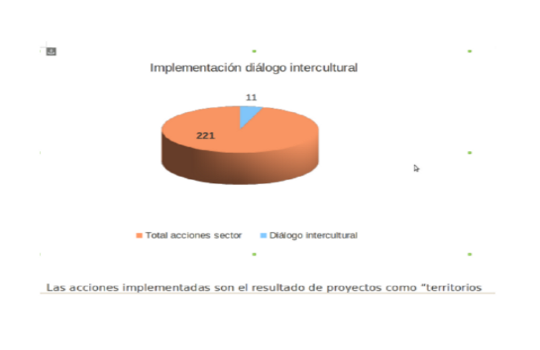 Implementación diálogo intercultural
11
221
Total acciones sector Diálogo intercultural
Las acciones implementadas son el resultado de proyectos como “territorios